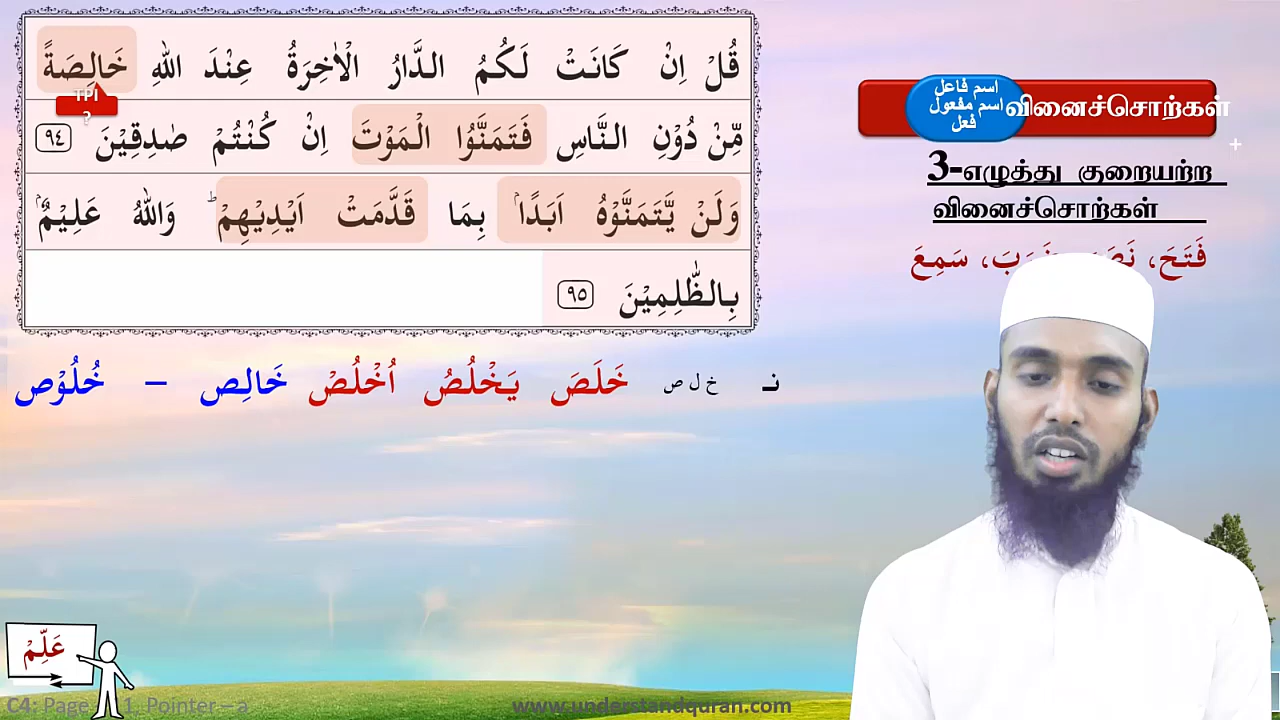 قُلْ اِنْ كَانَتْ لَكُمُ الدَّارُ الْاٰخِرَةُ عِنْدَ اللّٰهِ خَالِصَةً
TPI
?
مِّنْ دُوْنِ النَّاسِ فَتَمَنَّوُا الْمَوْتَ اِنْ كُنْتُمْ صٰدِقِيْنَ ٩٤
وَلَنْ يَّتَمَنَّوْهُ اَبَدًاۢ بِمَا قَدَّمَتْ اَيْدِيْهِمْ ؕ وَاللّٰهُ عَلِيْمٌۢ
بِالظّٰلِمِيْنَ ٩٥
اسم فاعل
اسم مفعول
فعل
வினைச்சொற்கள்
3-எழுத்து குறையற்ற
வினைச்சொற்கள்
فَتَحَ، نَصَرَ، ضَرَبَ، سَمِعَ
نـ خ ل ص خَلَصَ يَخْلُصُ اُخْلُصْ خَالِص – خُلُوْص
عَلِّمْ
C4: Page 1 Pointer – a
www.understandquran.com